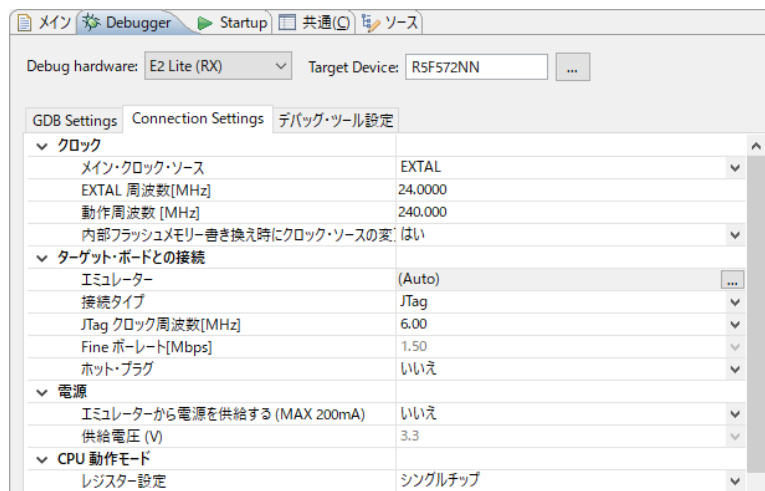 メイン Debugger Startup 共通(C) ソース
Debug hardware: E2 Lite (RX) Target Device: R5F572NN ...
GDB Settings Connection Settings デバッグ・ツール設定
クロック
メイン・クロック・ソース EXTAL
EXTAL 周波数[MHz] 24.0000
動作周波数 [MHz] 240.000
内部フラッシュメモリー書き換え時にクロック・ソースの変 はい
ターゲット・ボードとの接続
エミュレーター (Auto) ...
接続タイプ JTag
JTag クロック周波数[MHz] 6.00
Fine ボーレート[Mbps] 1.50
ホット・プラグ いいえ
電源
エミュレーターから電源を供給する (MAX 200mA) いいえ
供給電圧 (V) 3.3
CPU 動作モード
レジスター設定 シングルチップ